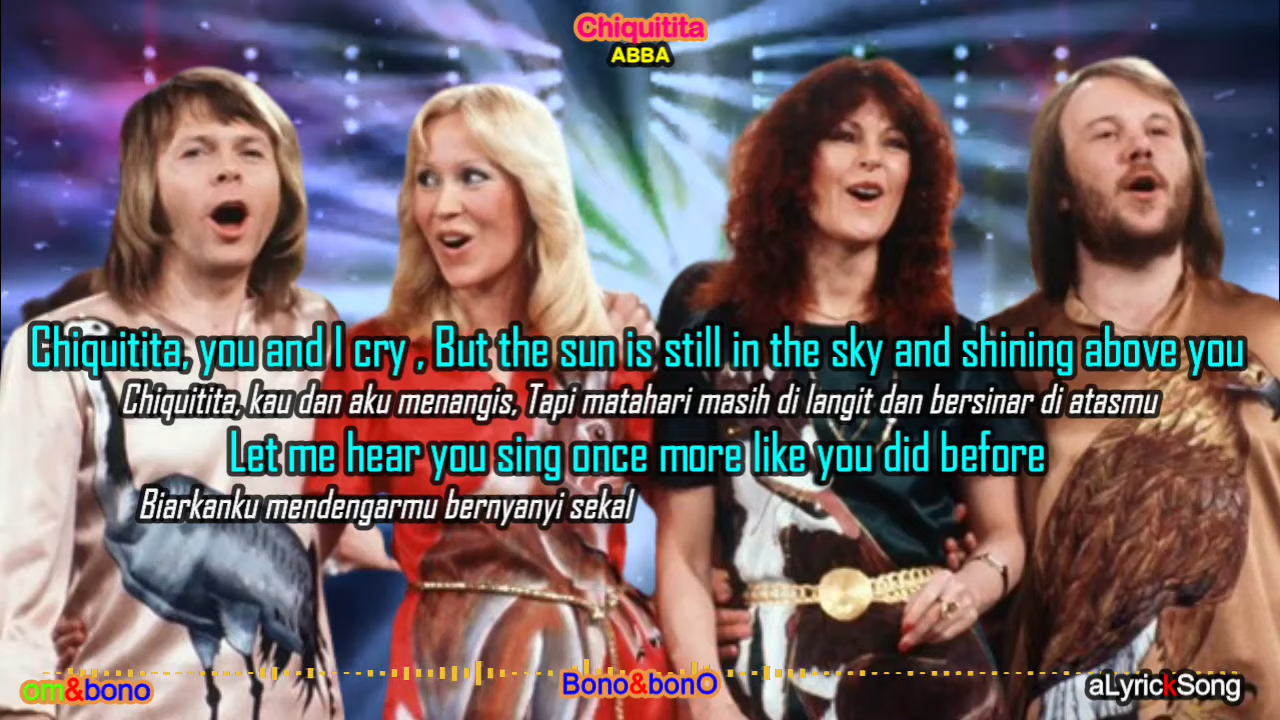 Chiquitita
ABBA
Chiquitita, you and I cry , But the sun is still in the sky and shining above you
Chiquitita, kau dan aku menangis, Tapi matahari masih di langit dan bersinar di atasmu
Let me hear you sing once more like you did before
Biarkanku mendengarmu bernyanyi sekal
om&bono
Bono&bonO
aLyrickSong